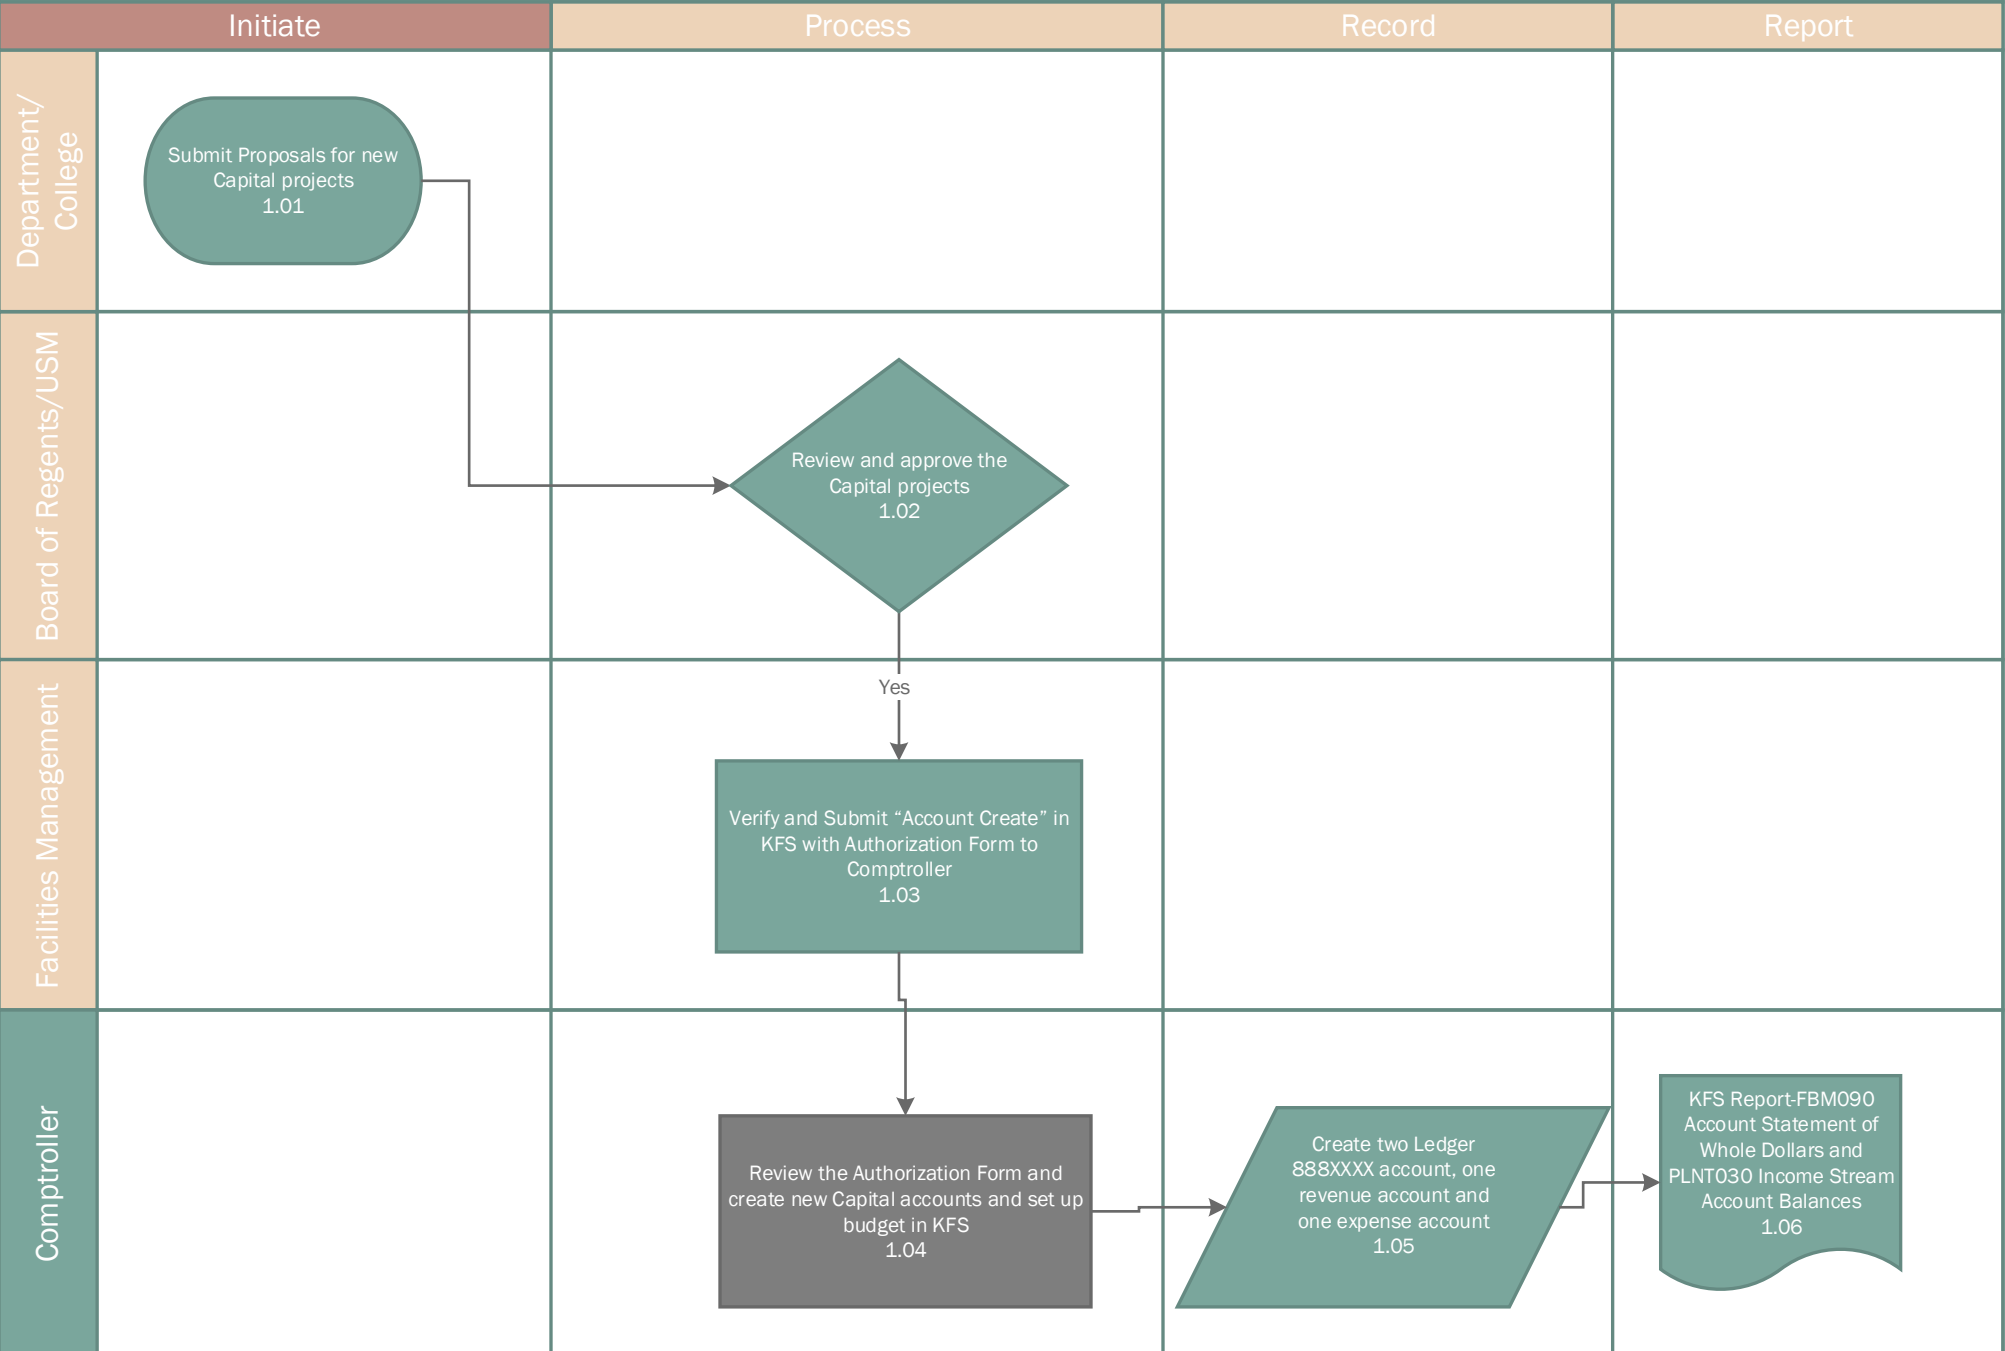 Initiate
Process
Record
Report
Department/
College
Submit Proposals for new
Capital projects
1.01
Board of Regents/USM
Review and approve the
Capital projects
1.02
Yes
Facilities Management
Verify and Submit “Account Create” in
KFS with Authorization Form to
Comptroller
1.03
Comptroller
Review the Authorization Form and
create new Capital accounts and set up
budget in KFS
1.04
Create two Ledger
888XXXX account, one
revenue account and
one expense account
1.05
KFS Report-FBM090
Account Statement of
Whole Dollars and
PLNT030 Income Stream
Account Balances
1.06